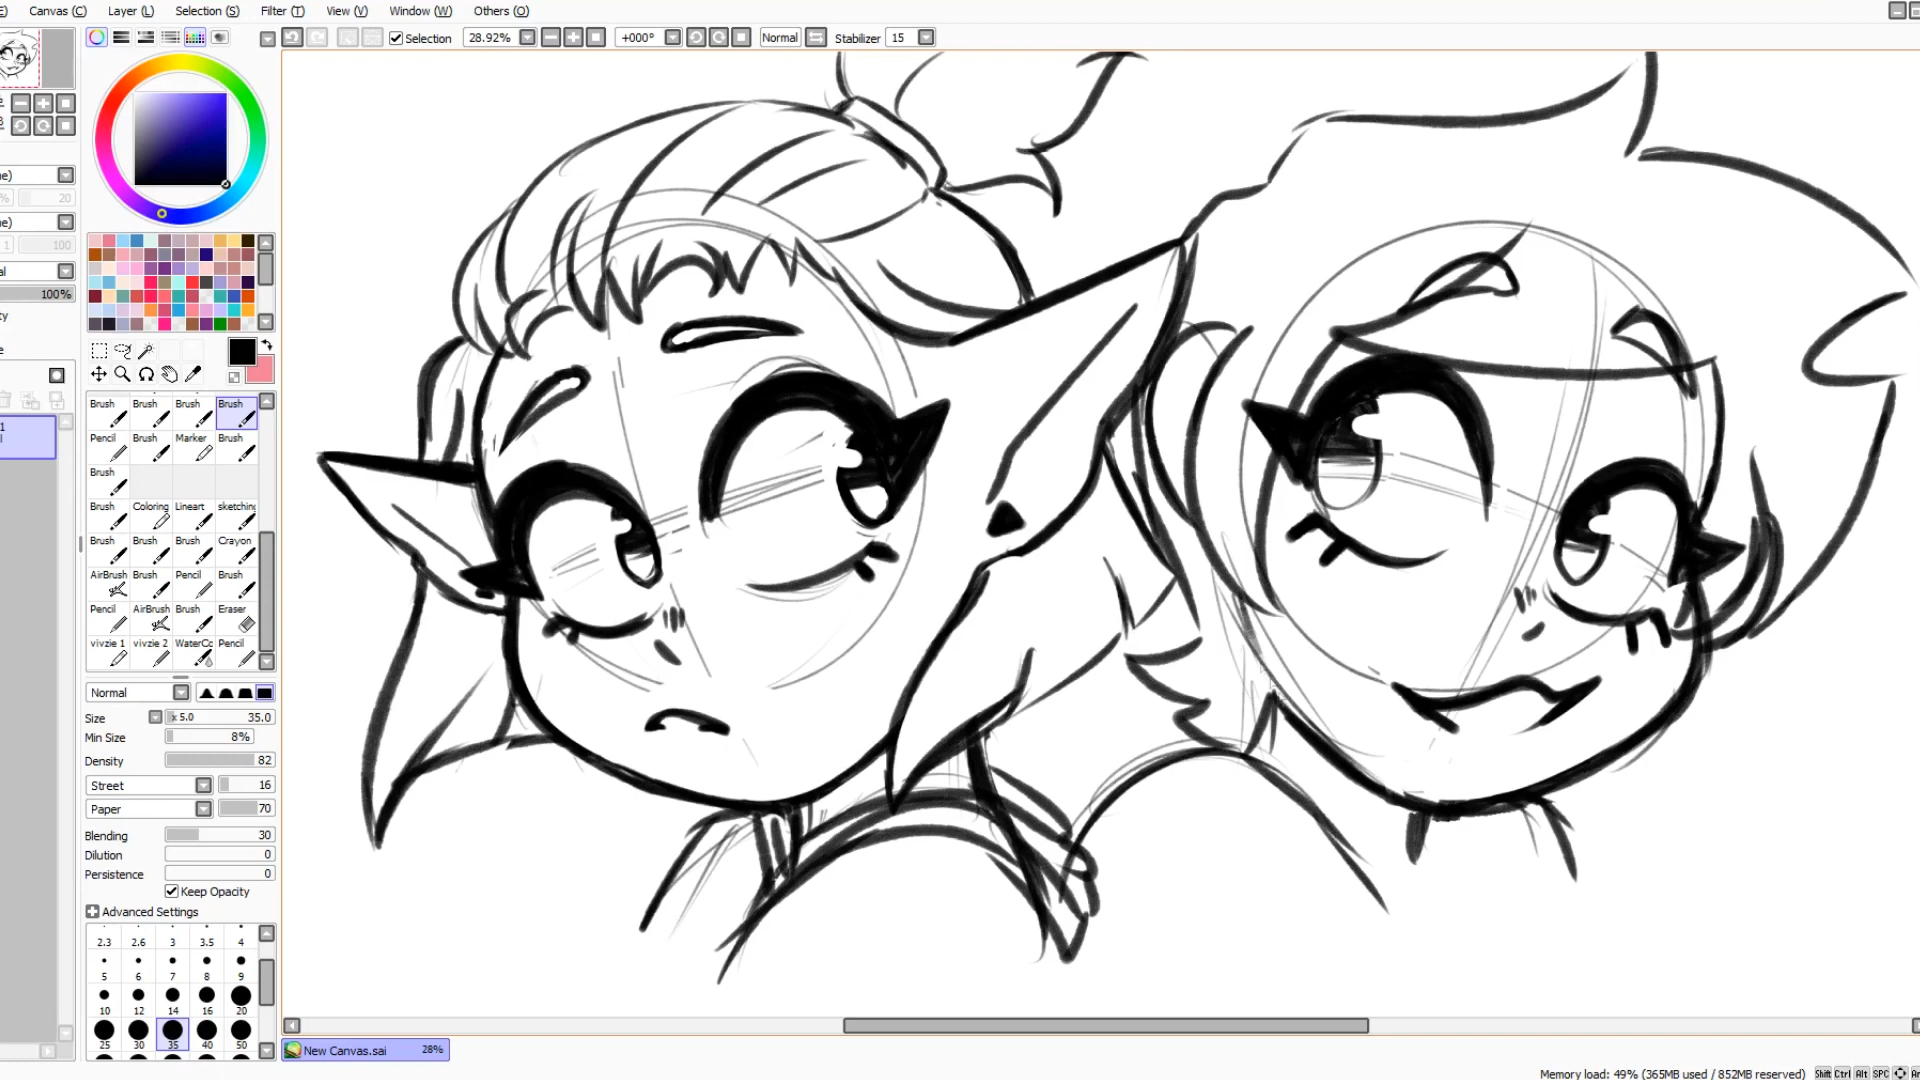 Canvas (C) Layer (L) Selection (S) Filter (T) View (V) Window (W) Others (O)
Selection 28.92% +000° Normal Stabilizer 15
20
100
100%
Brush Brush Brush Brush
Pencil Brush Marker Brush
Brush
Brush Coloring Lineart sketching
Brush Brush Brush Crayon
AirBrush Brush Pencil Brush
Pencil AirBrush Brush Eraser
vivzie 1 vivzie 2 WaterCo Pencil
Normal
Size x 5.0 35.0
Min Size 8%
Density 82
Street 16
Paper 70
Blending 30
Dilution 0
Persistence 0
Keep Opacity
Advanced Settings
2.3 2.6 3 3.5 4
5 6 7 8 9
10 12 14 16 20
25 30 35 40 50
New Canvas.sai 28%
Memory load: 49% (365MB used / 852MB reserved) Shift Ctrl Alt SPC